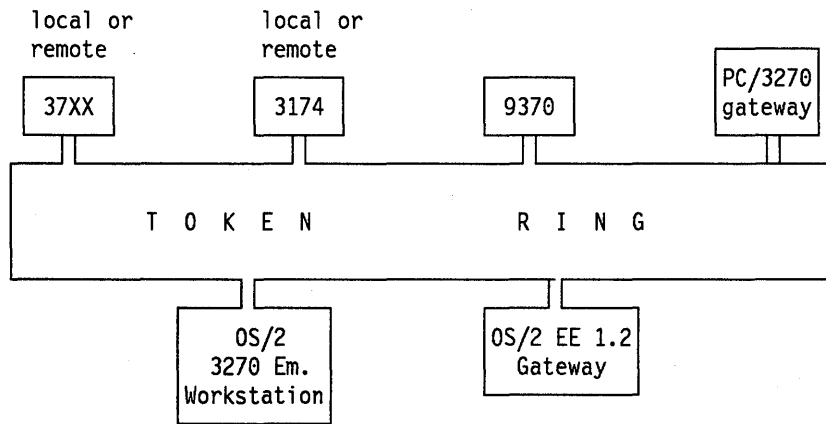 local or
remote
local or
remote
37XX
3174
9370
PC/3270
gateway
T O K E N R I N G
OS/2
3270 Em.
Workstation
OS/2 EE 1.2
Gateway